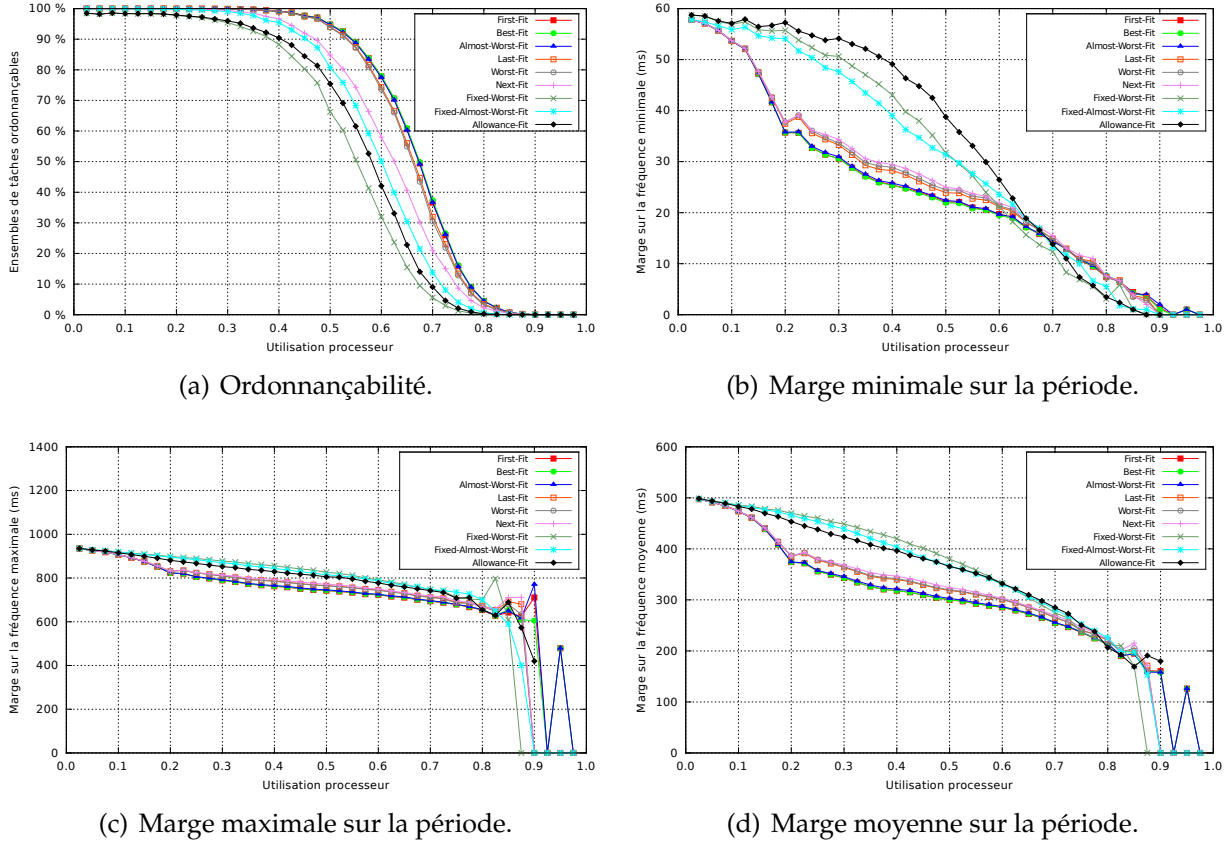 100 %
90 %
80 %
70 %
60 %
50 %
40 %
30 %
20 %
10 %
0 %
Ensembles de tâches ordonnançables
0.0 0.1 0.2 0.3 0.4 0.5 0.6 0.7 0.8 0.9 1.0
Utilisation processeur
First-Fit
Best-Fit
Almost-Worst-Fit
Last-Fit
Worst-Fit
Next-Fit
Fixed-Worst-Fit
Fixed-Almost-Worst-Fit
Allowance-Fit
(a) Ordonnançabilité.
60
50
40
30
20
10
0
Marge sur la fréquence minimale (ms)
0.0 0.1 0.2 0.3 0.4 0.5 0.6 0.7 0.8 0.9 1.0
Utilisation processeur
First-Fit
Best-Fit
Almost-Worst-Fit
Last-Fit
Worst-Fit
Next-Fit
Fixed-Worst-Fit
Fixed-Almost-Worst-Fit
Allowance-Fit
(b) Marge minimale sur la période.
1400
1200
1000
800
600
400
200
0
Marge sur la fréquence maximale (ms)
0.0 0.1 0.2 0.3 0.4 0.5 0.6 0.7 0.8 0.9 1.0
Utilisation processeur
First-Fit
Best-Fit
Almost-Worst-Fit
Last-Fit
Worst-Fit
Next-Fit
Fixed-Worst-Fit
Fixed-Almost-Worst-Fit
Allowance-Fit
(c) Marge maximale sur la période.
600
500
400
300
200
100
0
Marge sur la fréquence moyenne (ms)
0.0 0.1 0.2 0.3 0.4 0.5 0.6 0.7 0.8 0.9 1.0
Utilisation processeur
First-Fit
Best-Fit
Almost-Worst-Fit
Last-Fit
Worst-Fit
Next-Fit
Fixed-Worst-Fit
Fixed-Almost-Worst-Fit
Allowance-Fit
(d) Marge moyenne sur la période.